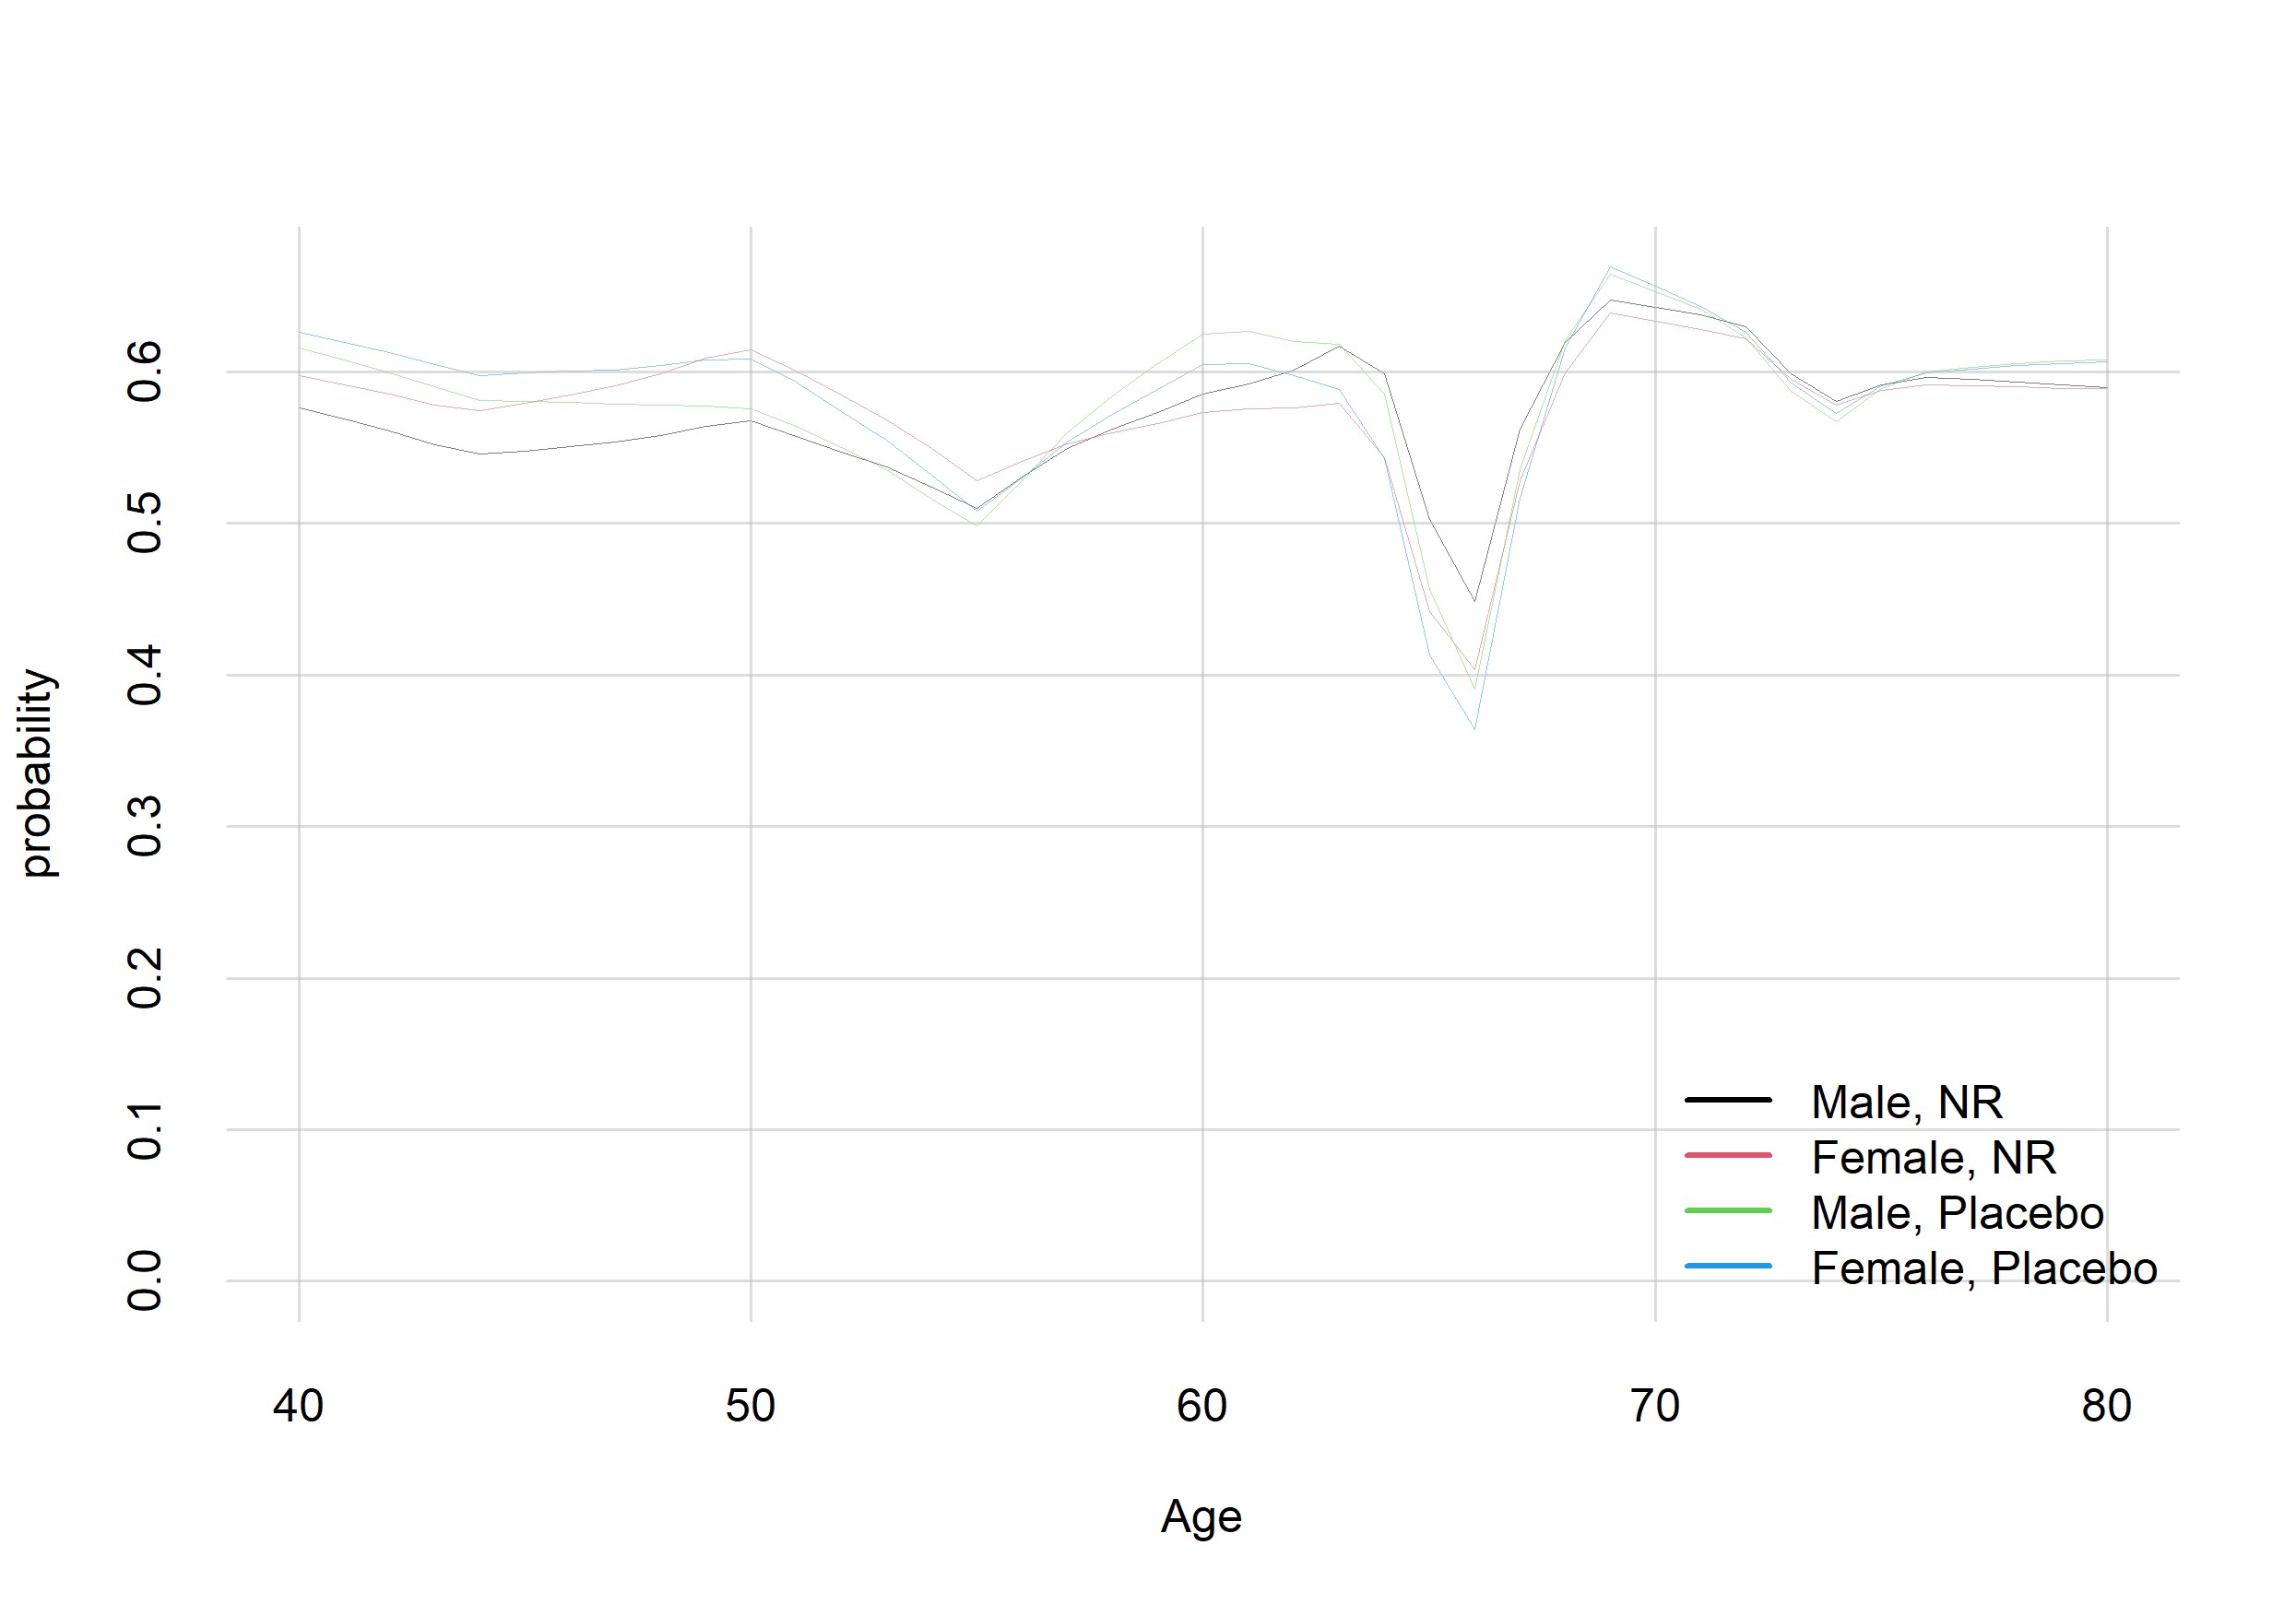 probability
0.6
0.5
0.4
0.3
0.2
0.1
0.0
Male, NR
Female, NR
Male, Placebo
Female, Placebo
40 50 60 70 80
Age